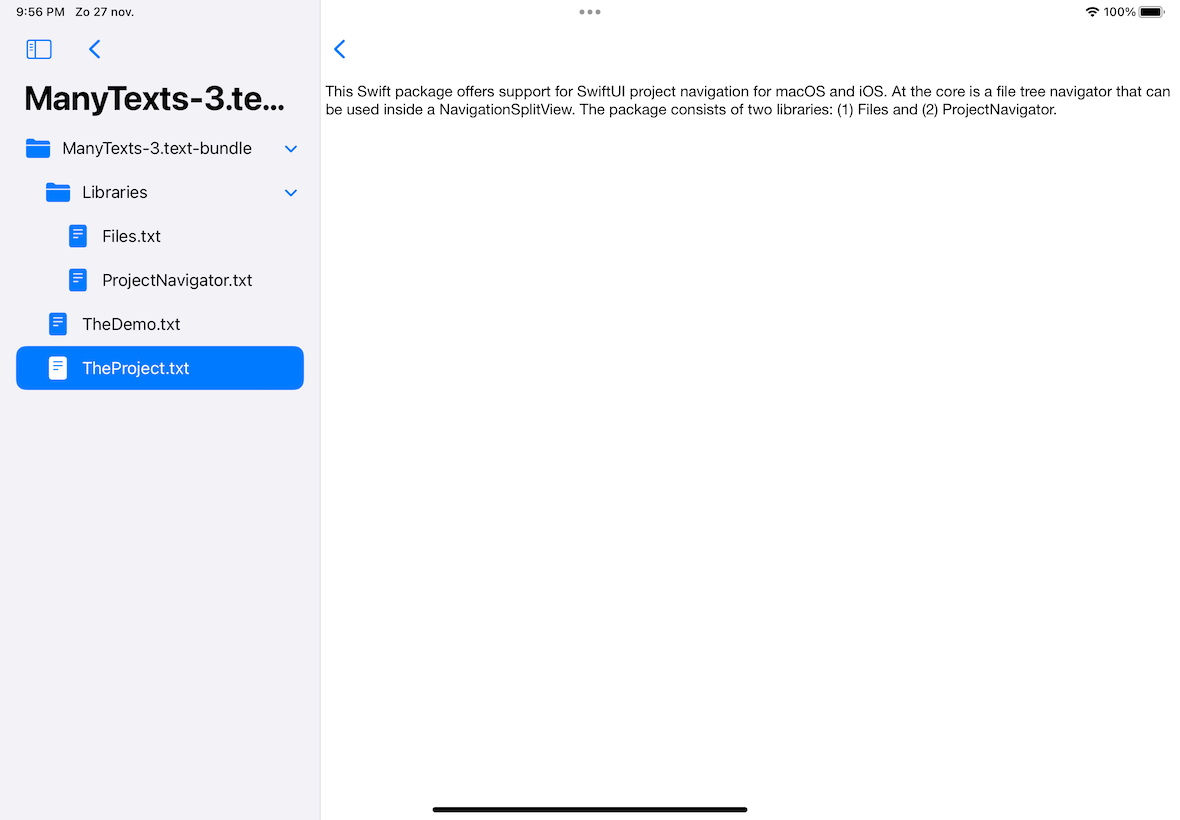 9:56 PM Zo 27 nov.
100%
ManyTexts-3.te...
ManyTexts-3.text-bundle
Libraries
Files.txt
ProjectNavigator.txt
TheDemo.txt
TheProject.txt
This Swift package offers support for SwiftUI project navigation for macOS and iOS. At the core is a file tree navigator that can
be used inside a NavigationSplitView. The package consists of two libraries: (1) Files and (2) ProjectNavigator.